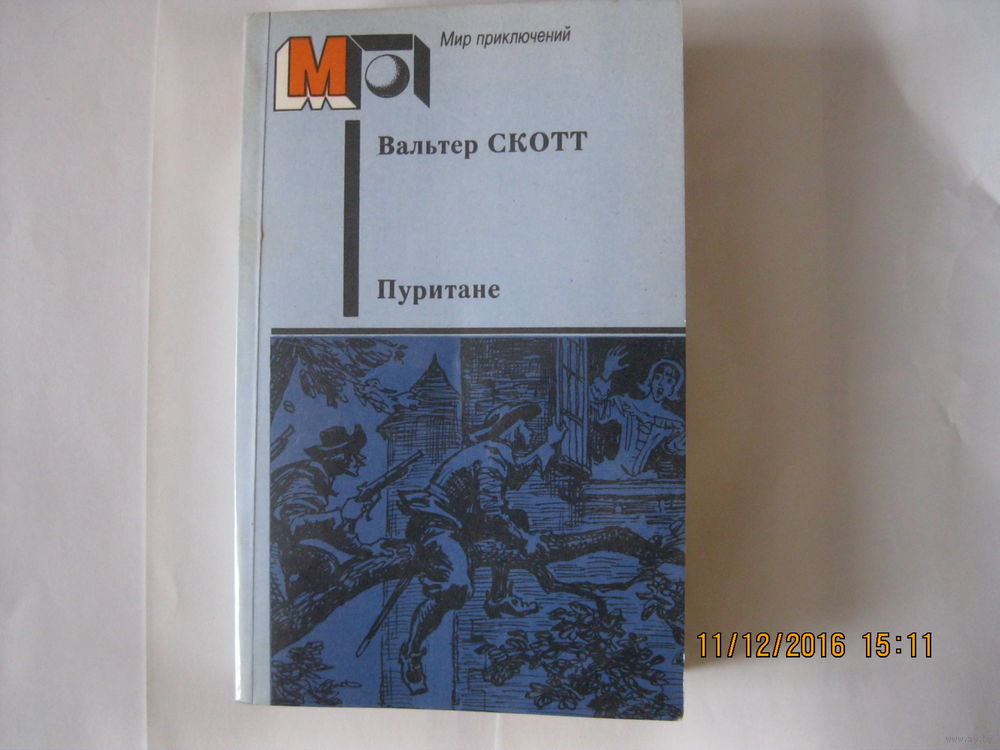 М
Мир приключений
Вальтер СКОТТ
Пуритане
11/12/2016 15:11